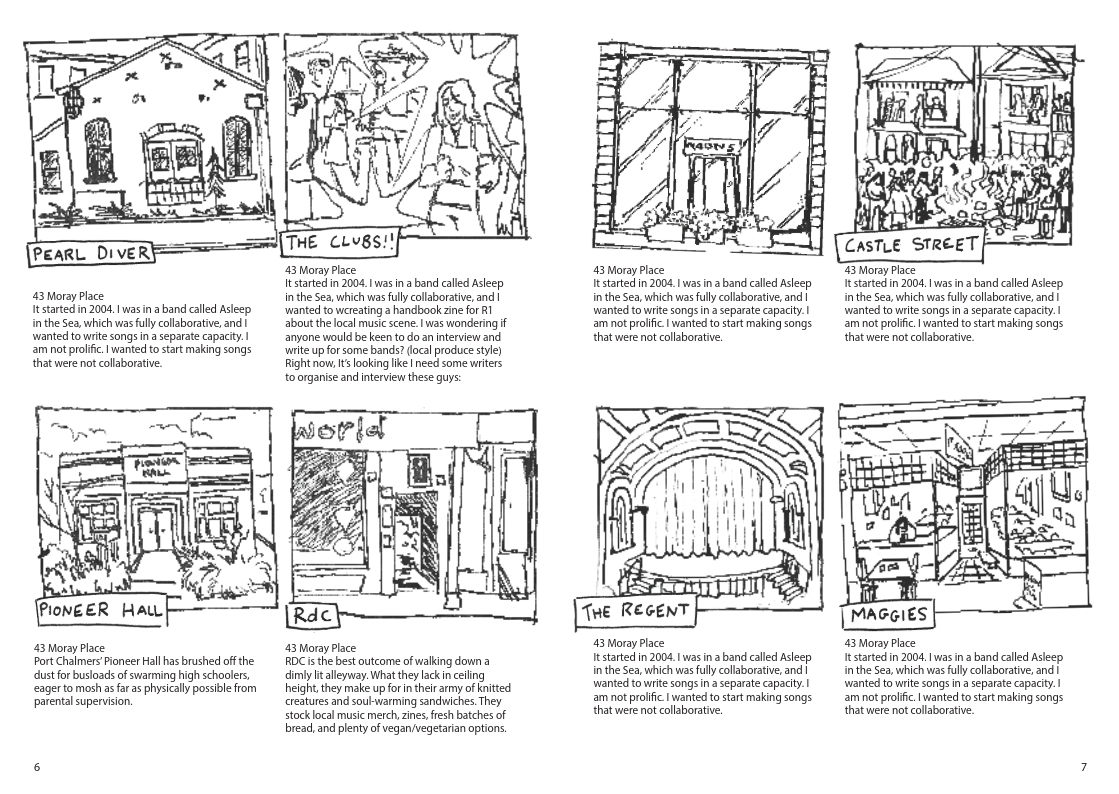 PEARL DIVER
43 Moray Place
It started in 2004. I was in a band called Asleep
in the Sea, which was fully collaborative, and I
wanted to write songs in a separate capacity. I
am not prolific. I wanted to start making songs
that were not collaborative.
THE CLUBS!!
43 Moray Place
It started in 2004. I was in a band called Asleep
in the Sea, which was fully collaborative, and I
wanted to wcreating a handbook zine for R1
about the local music scene. I was wondering if
anyone would be keen to do an interview and
write up for some bands? (local produce style)
Right now, It's looking like I need some writers
to organise and interview these guys:
PIONEER
HALL
PIONEER HALL
43 Moray Place
Port Chalmers' Pioneer Hall has brushed off the
dust for busloads of swarming high schoolers,
eager to mosh as far as physically possible from
parental supervision.
World
RdC
43 Moray Place
RDC is the best outcome of walking down a
dimly lit alleyway. What they lack in ceiling
height, they make up for in their army of knitted
creatures and soul-warming sandwiches. They
stock local music merch, zines, fresh batches of
bread, and plenty of vegan/vegetarian options.
6
43 Moray Place
It started in 2004. I was in a band called Asleep
in the Sea, which was fully collaborative, and I
wanted to write songs in a separate capacity. I
am not prolific. I wanted to start making songs
that were not collaborative.
CASTLE STREET
43 Moray Place
It started in 2004. I was in a band called Asleep
in the Sea, which was fully collaborative, and I
wanted to write songs in a separate capacity. I
am not prolific. I wanted to start making songs
that were not collaborative.
THE REGENT
43 Moray Place
It started in 2004. I was in a band called Asleep
in the Sea, which was fully collaborative, and I
wanted to write songs in a separate capacity. I
am not prolific. I wanted to start making songs
that were not collaborative.
MAGGIES
43 Moray Place
It started in 2004. I was in a band called Asleep
in the Sea, which was fully collaborative, and I
wanted to write songs in a separate capacity. I
am not prolific. I wanted to start making songs
that were not collaborative.
7